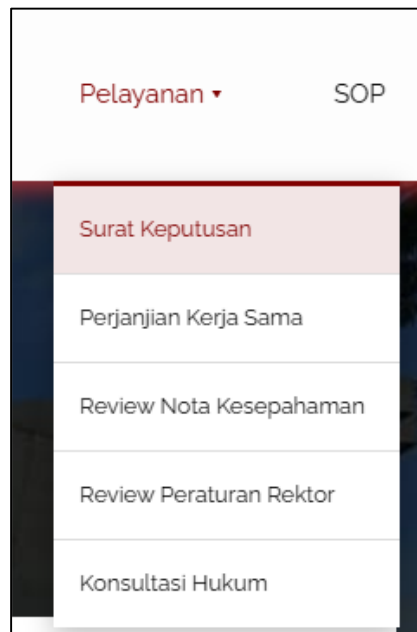 Pelayanan ▾ SOP
Surat Keputusan
Perjanjian Kerja Sama
Review Nota Kesepahaman
Review Peraturan Rektor
Konsultasi Hukum